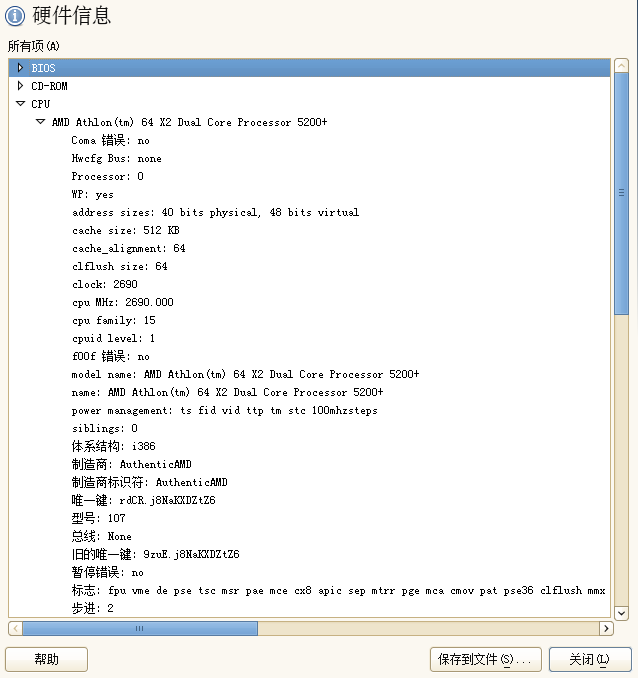 硬件信息
所有项(A)
BIOS
CD-ROM
CPU
AMD Athlon(tm) 64 X2 Dual Core Processor 5200+
Coma 错误: no
Hwcfg Bus: none
Processor: 0
WP: yes
address sizes: 40 bits physical, 48 bits virtual
cache size: 512 KB
cache_alignment: 64
clflush size: 64
clock: 2690
cpu MHz: 2690.000
cpu family: 15
cpuid level: 1
f00f 错误: no
model name: AMD Athlon(tm) 64 X2 Dual Core Processor 5200+
name: AMD Athlon(tm) 64 X2 Dual Core Processor 5200+
power management: ts fid vid ttp tm stc 100mhzsteps
siblings: 0
体系结构: i386
制造商: AuthenticAMD
制造商标识符: AuthenticAMD
唯一键: rdCR.j8NaKXDZtZ6
型号: 107
总线: None
旧的唯一键: 9zuE.j8NaKXDZtZ6
暂停错误: no
标志: fpu vme de pse tsc msr pae mce cx8 apic sep mtrr pge mca cmov pat pse36 clflush mmx
步进: 2
帮助
保存到文件(S)...
关闭(L)